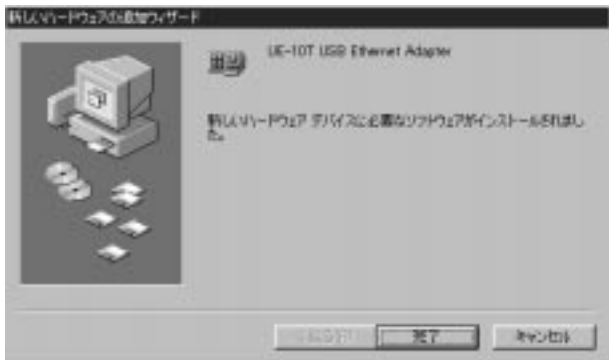 新しいハードウェアの追加ウィザード
UE-10T USB Ethernet Adapter
新しいハードウェア デバイスに必要なソフトウェアがインストールされまし
た。
完了
キャンセル